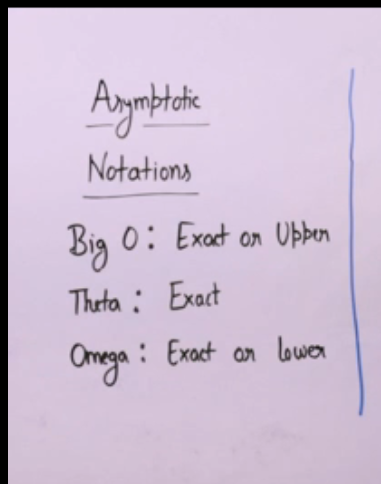 Asymptotic
Notations
Big O: Exact or Upper
Theta: Exact
Omega: Exact or lower